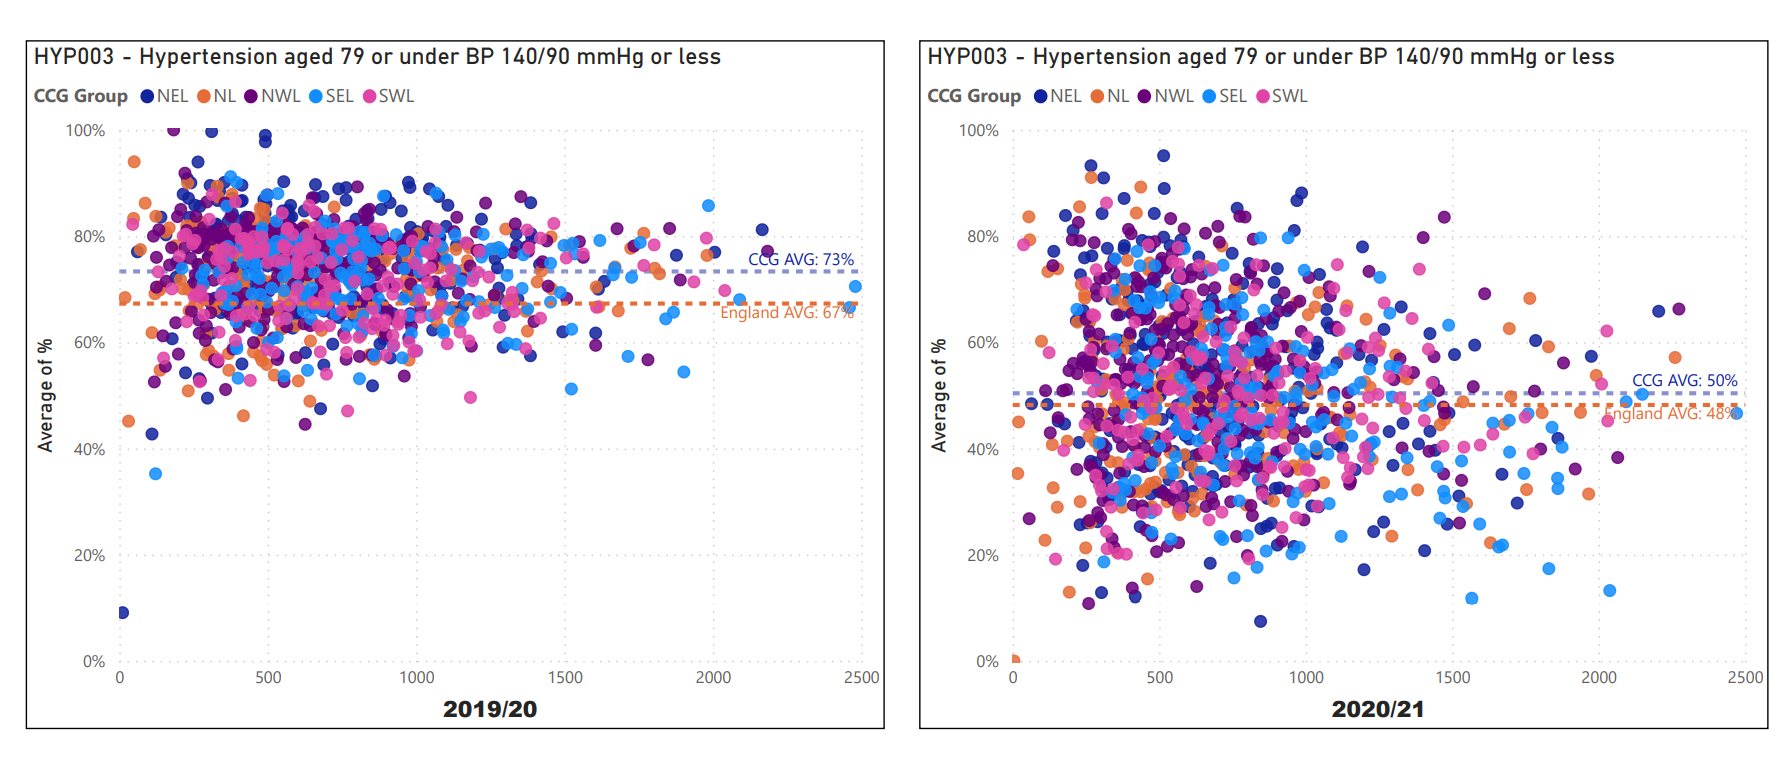 HYP003 - Hypertension aged 79 or under BP 140/90 mmHg or less
CCG Group NEL NL NWL SEL SWL
100%
80%
60%
40%
20%
0%
Average of %
CCG AVG: 73%
England AVG: 67%
0 500 1000 1500 2000 2500
2019/20
HYP003 - Hypertension aged 79 or under BP 140/90 mmHg or less
CCG Group NEL NL NWL SEL SWL
100%
80%
60%
40%
20%
0%
Average of %
CCG AVG: 50%
England AVG: 48%
0 500 1000 1500 2000 2500
2020/21